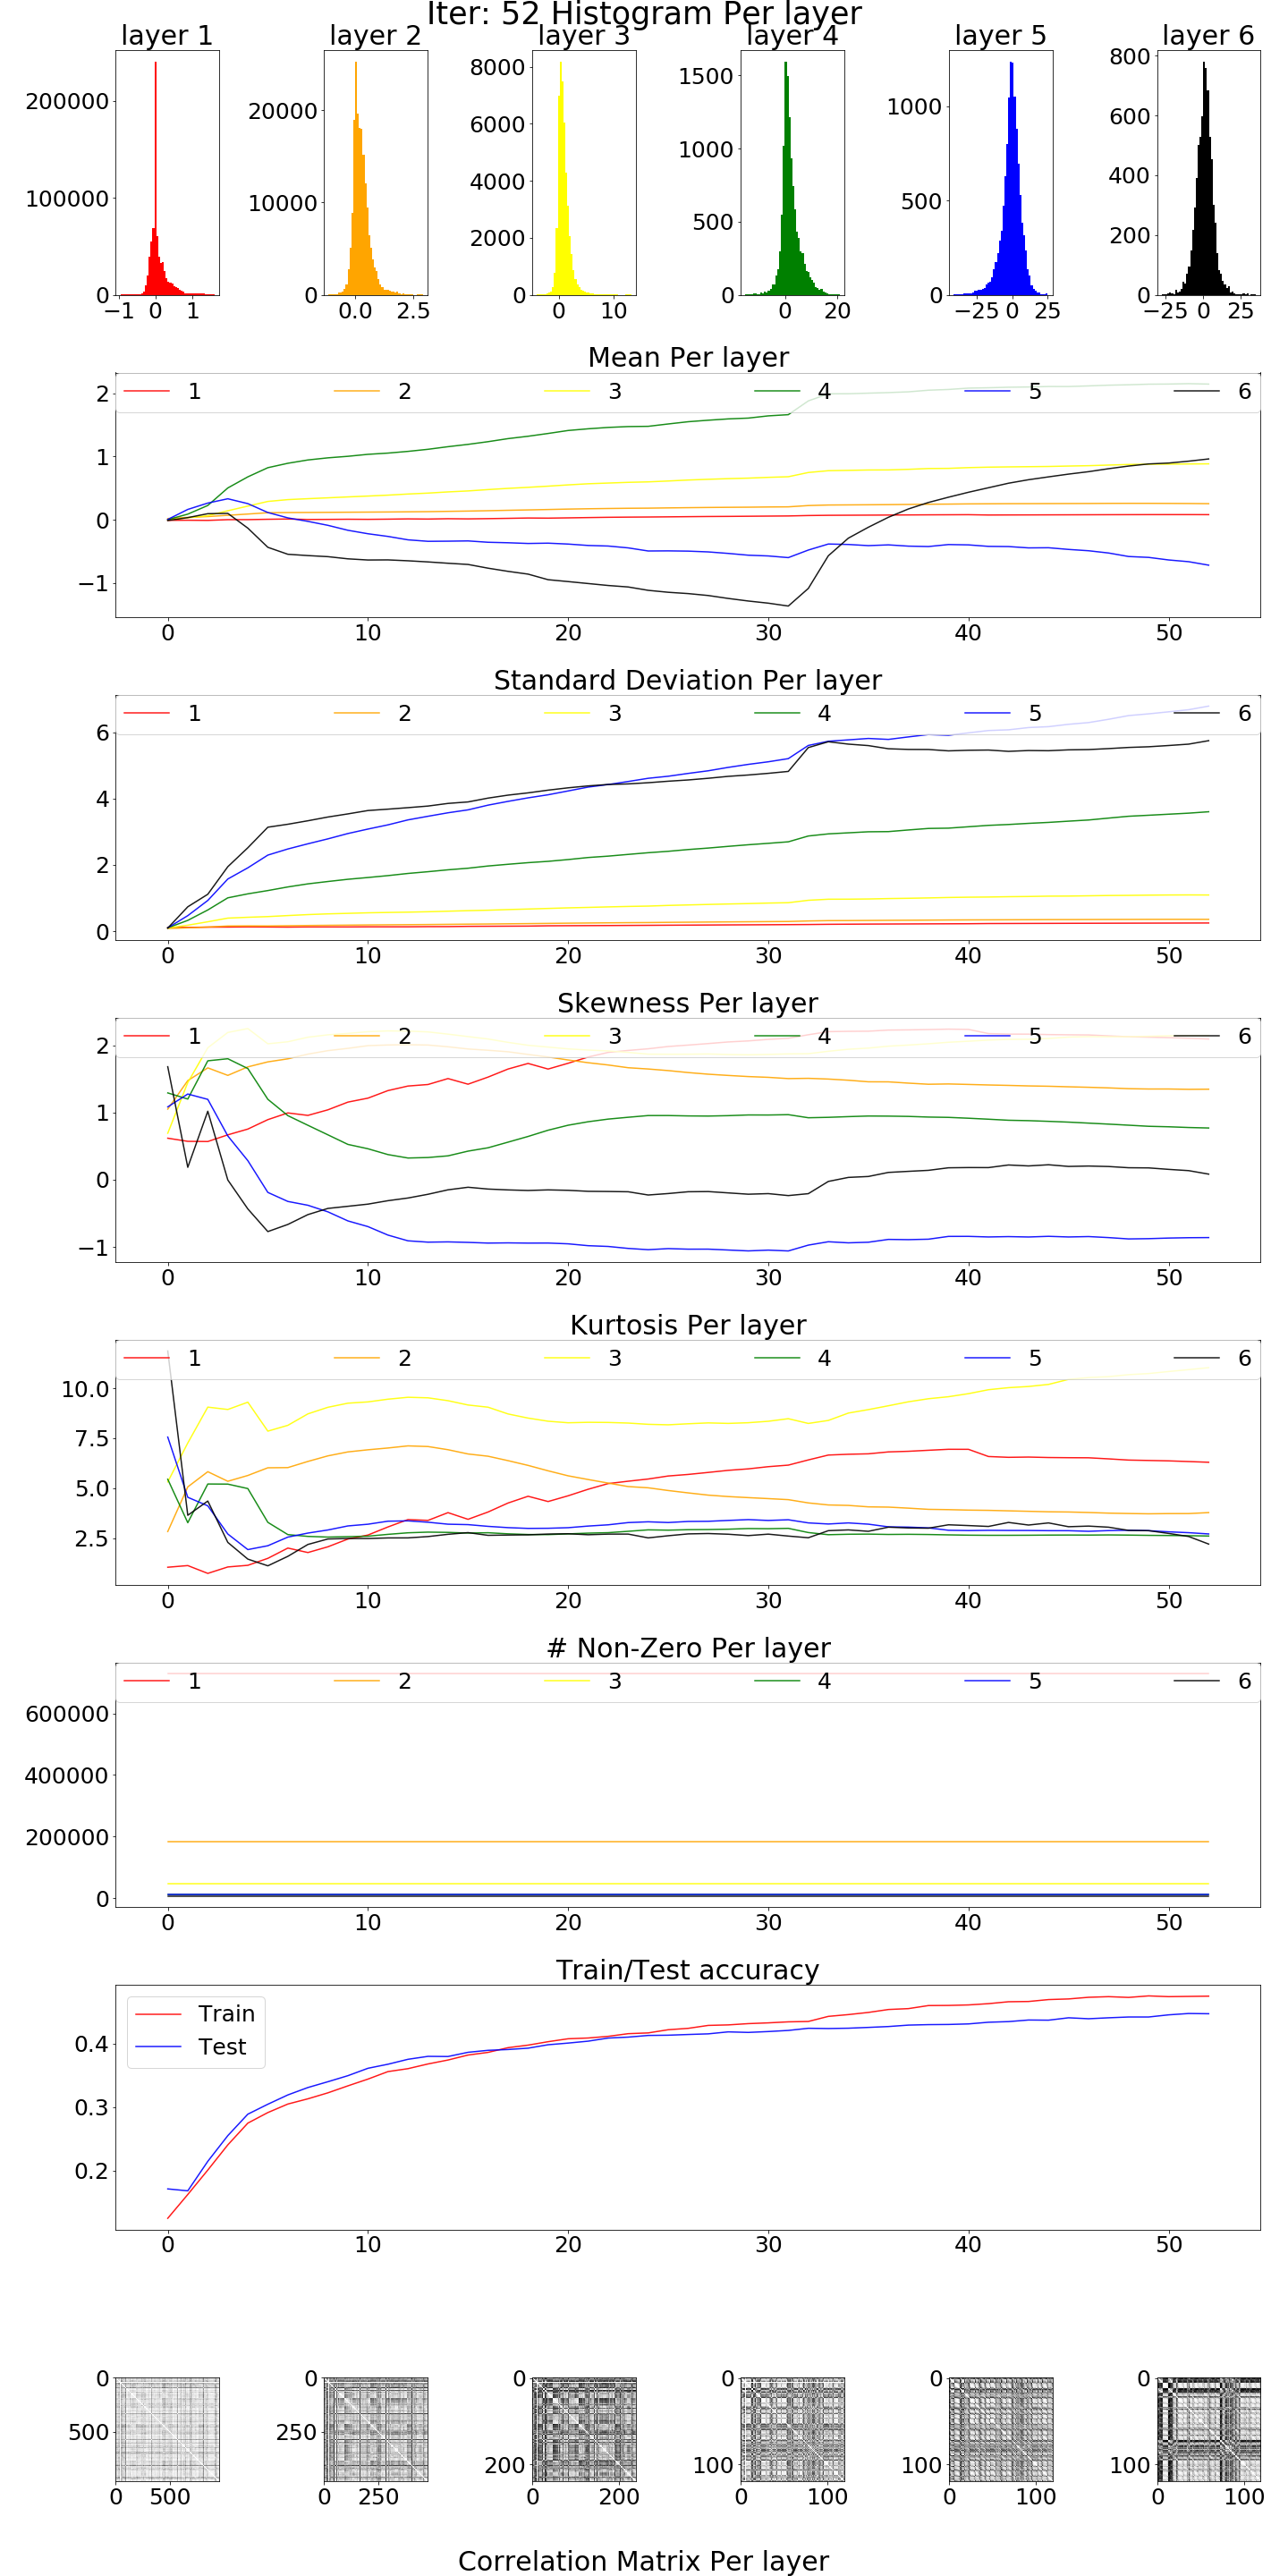 Iter: 52 Histogram Per layer
layer 1 layer 2 layer 3 layer 4 layer 5 layer 6
200000 100000 0
20000 10000 0
8000 6000 4000 2000 0
1500 1000 500 0
1000 500 0
800 600 400 200 0
−1 0 1 0.0 2.5 0 10 0 20 −25 0 25 −25 0 25
Mean Per layer
1 2 3 4 5 6
2
1
0
−1
0 10 20 30 40 50
Standard Deviation Per layer
1 2 3 4 5 6
6
4
2
0
0 10 20 30 40 50
Skewness Per layer
1 2 3 4 5 6
2
1
0
−1
0 10 20 30 40 50
Kurtosis Per layer
1 2 3 4 5 6
10.0
7.5
5.0
2.5
0 10 20 30 40 50
# Non-Zero Per layer
1 2 3 4 5 6
600000
400000
200000
0
0 10 20 30 40 50
Train/Test accuracy
Train
Test
0.4
0.3
0.2
0 10 20 30 40 50
0 0 0 0 0 0
500 250 200 100 100 100
0 500 0 250 0 200 0 100 0 100 0 100
Correlation Matrix Per layer